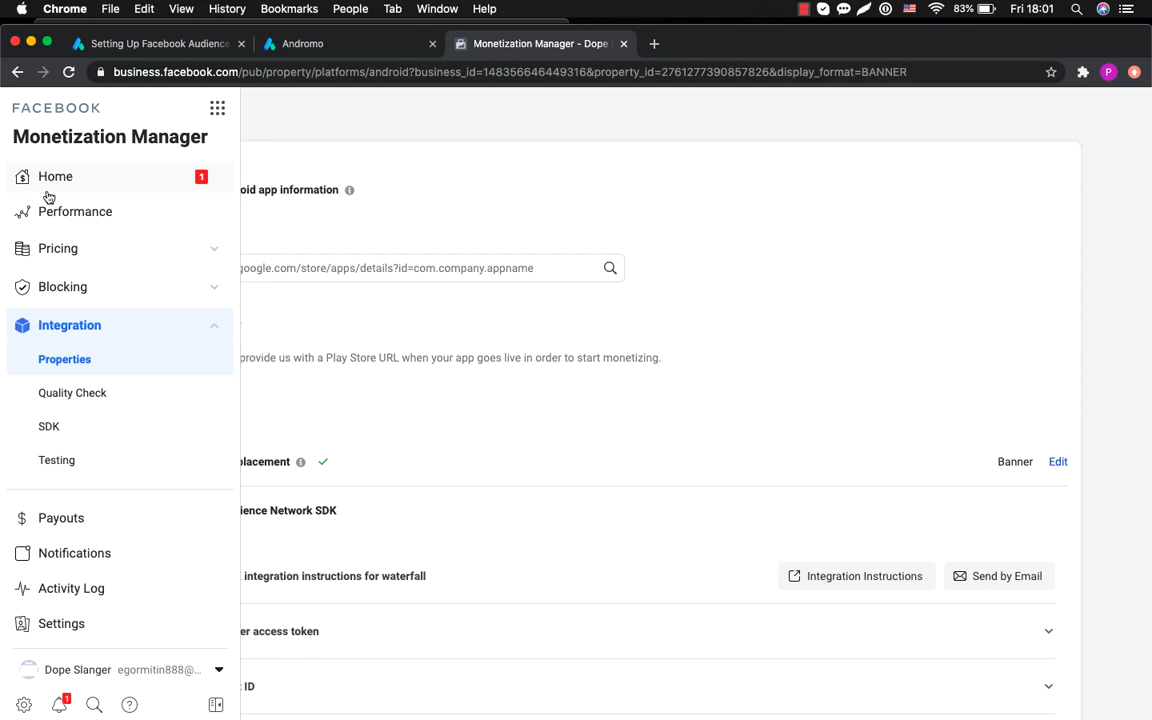 Chrome File Edit View History Bookmarks People Tab Window Help 83% Fri 18:01
Setting Up Facebook Audience Andromo Monetization Manager - Dope
business.facebook.com/pub/property/platforms/android?business_id=148356646449316&property_id=2761277390857826&display_format=BANNER P
FACEBOOK
Monetization Manager
Home 1
oid app information
Performance
Pricing
google.com/store/apps/details?id=com.company.appname
Blocking
Integration
Properties
provide us with a Play Store URL when your app goes live in order to start monetizing.
Quality Check
SDK
Testing
placement Banner Edit
ience Network SDK
Payouts
Notifications
integration instructions for waterfall Integration Instructions Send by Email
Activity Log
Settings
er access token
Dope Slanger egormitin888@...
ID
1